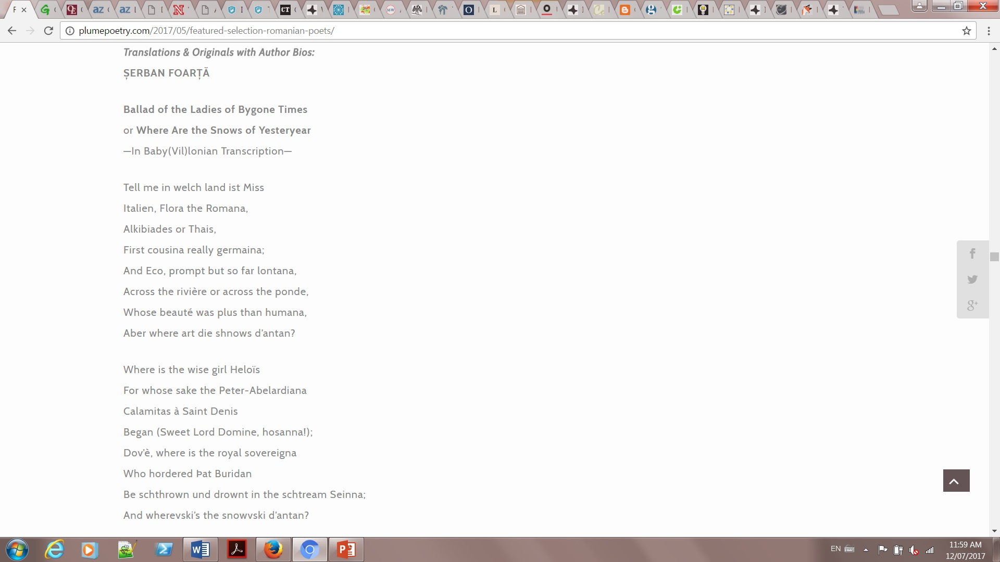 plumepoetry.com/2017/05/featured-selection-romanian-poets/
Translations & Originals with Author Bios:
ȘERBAN FOARȚĂ
Ballad of the Ladies of Bygone Times
or Where Are the Snows of Yesteryear
—In Baby(Vil)lonian Transcription—
Tell me in welch land ist Miss
Italien, Flora the Romana,
Alkibiades or Thais,
First cousina really germaina;
And Eco, prompt but so far lontana,
Across the rivière or across the ponde,
Whose beauté was plus than humana,
Aber where art die shnows d’antan?
Where is the wise girl Heloïs
For whose sake the Peter-Abelardiana
Calamitas à Saint Denis
Began (Sweet Lord Domine, hosanna!);
Dov’è, where is the royal sovereigna
Who hordered Þat Buridan
Be schthrown und drownt in the schtream Seinna;
And wherevski’s the snowvski d’antan?
EN
11:59 AM
12/07/2017